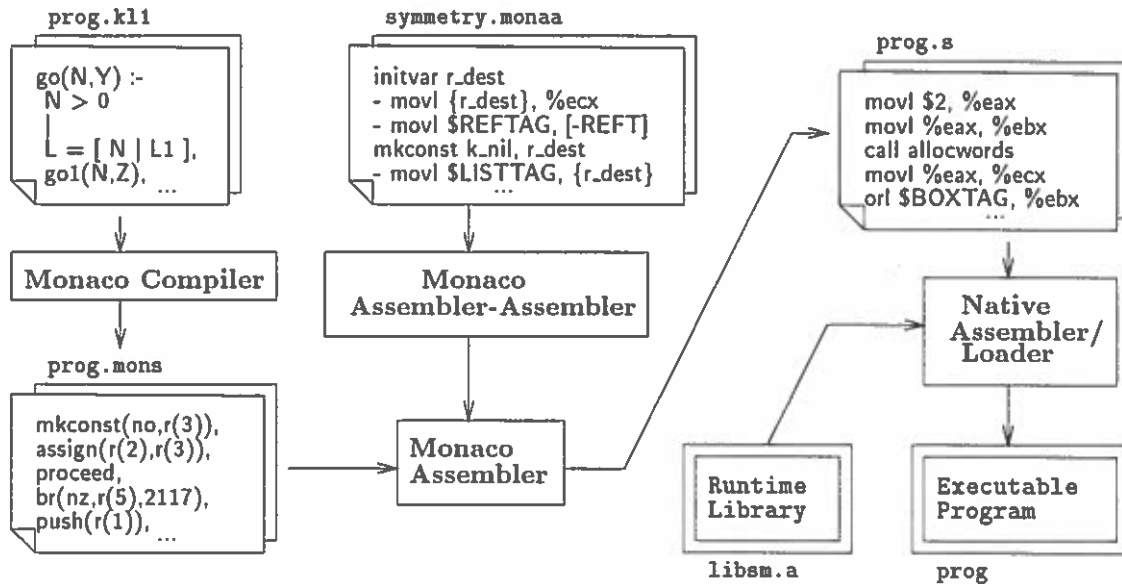 prog.kl1
go(N,Y) :-
N > 0
|
L = [ N | L1 ],
go1(N,Z),
...
Monaco Compiler
prog.mons
mkconst(no,r(3)),
assign(r(2),r(3)),
proceed,
br(nz,r(5),2117),
push(r(1)),
...
symmetry.monaa
initvar r_dest
- movl {r_dest}, %ecx
- movl $REFTAG, [-REFT]
mkconst k_nil, r_dest
- movl $LISTTAG, {r_dest}
...
Monaco
Assembler-Assembler
Monaco
Assembler
prog.s
movl $2, %eax
movl %eax, %ebx
call allocwords
movl %eax, %ecx
orl $BOXTAG, %ebx
...
Native
Assembler/
Loader
Runtime
Library
libsm.a
Executable
Program
prog